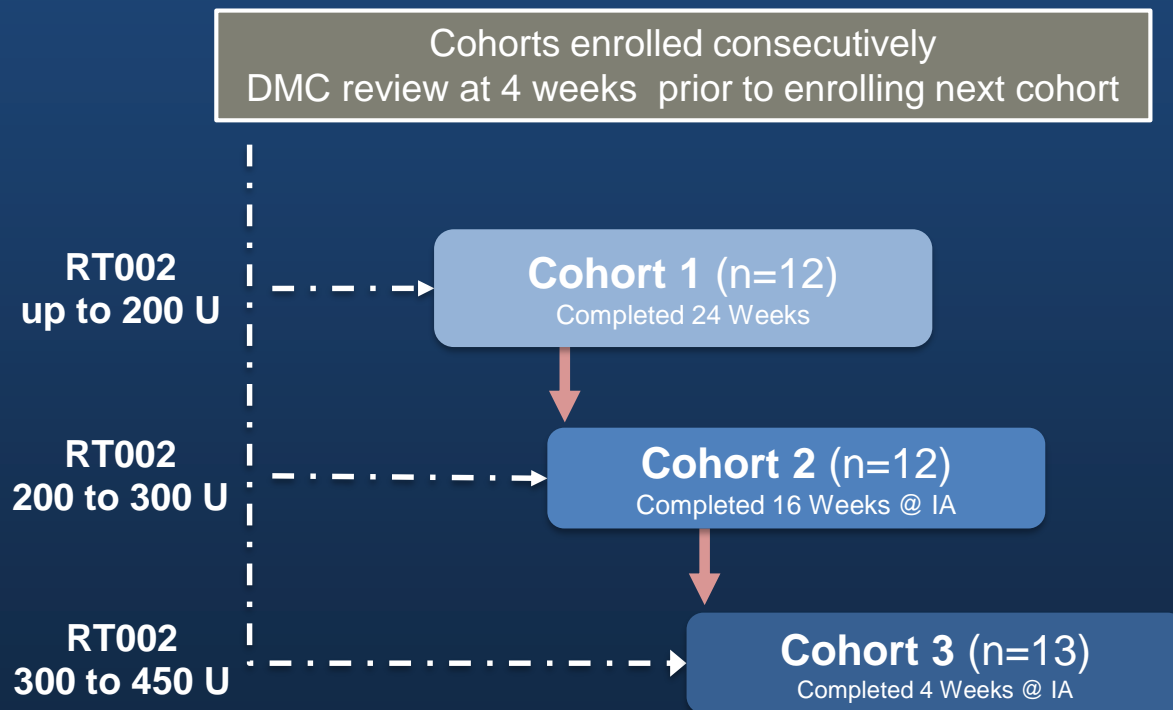 Cohorts enrolled consecutively
DMC review at 4 weeks prior to enrolling next cohort
RT002
up to 200 U
Cohort 1 (n=12)
Completed 24 Weeks
RT002
200 to 300 U
Cohort 2 (n=12)
Completed 16 Weeks @ IA
RT002
300 to 450 U
Cohort 3 (n=13)
Completed 4 Weeks @ IA